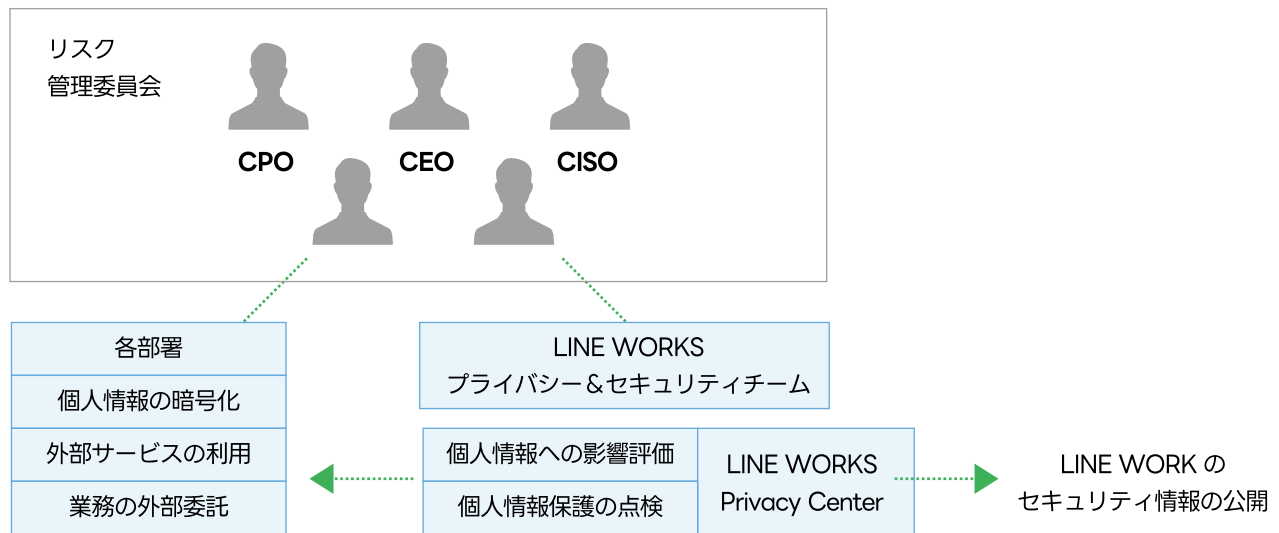 リスク
管理委員会
CPO
CEO
CISO
各部署
個人情報の暗号化
外部サービスの利用
業務の外部委託
LINE WORKS
プライバシー＆セキュリティチーム
個人情報への影響評価
個人情報保護の点検
LINE WORKS
Privacy Center
LINE WORK の
セキュリティ情報の公開